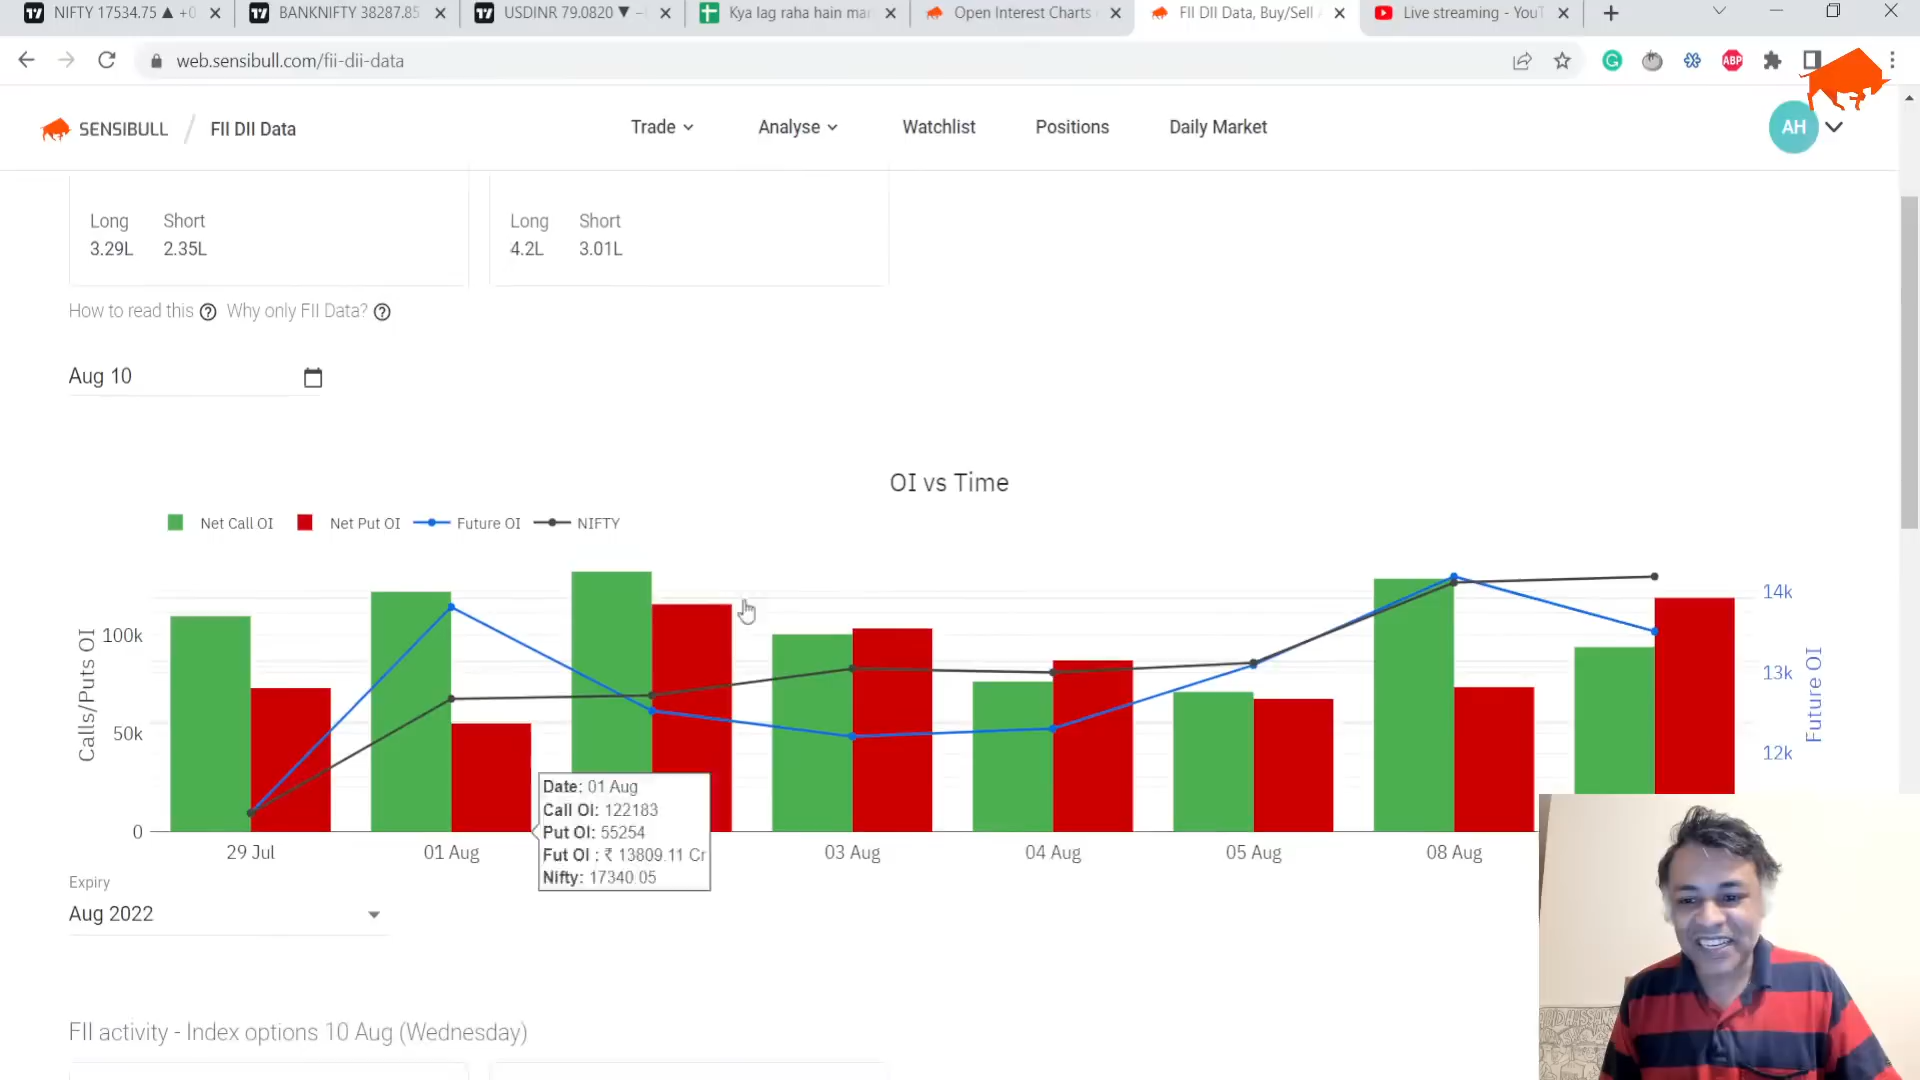 NIFTY 17534.75 ▲ +0
BANKNIFTY 38287.85
USDINR 79.0820 ▼ −
Kya lag raha hain mar
Open Interest Charts
FII DII Data, Buy/Sell
Live streaming - YouT
web.sensibull.com/fii-dii-data
ABP
SENSIBULL / FII DII Data
Trade
Analyse
Watchlist
Positions
Daily Market
AH
Long Short
3.29L 2.35L
Long Short
4.2L 3.01L
How to read this ? Why only FII Data? ?
Aug 10
OI vs Time
Net Call OI Net Put OI Future OI NIFTY
Calls/Puts OI
100k
50k
0
14k
13k
12k
Future OI
Date: 01 Aug
Call OI: 122183
Put OI: 55254
Fut OI : ₹ 13809.11 Cr
Nifty: 17340.05
29 Jul 01 Aug 03 Aug 04 Aug 05 Aug 08 Aug
Expiry
Aug 2022
FII activity - Index options 10 Aug (Wednesday)